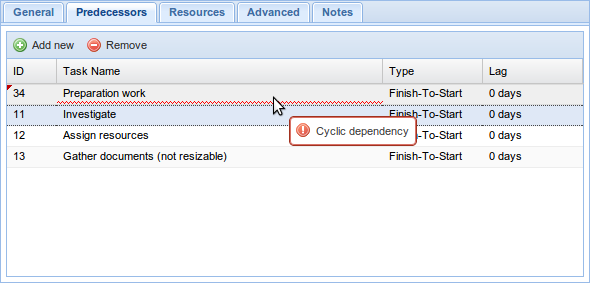 General Predecessors Resources Advanced Notes
Add new Remove
ID Task Name Type Lag
34 Preparation work Finish-To-Start 0 days
11 Investigate Finish-To-Start 0 days
Cyclic dependency
12 Assign resources Finish-To-Start 0 days
13 Gather documents (not resizable) Finish-To-Start 0 days